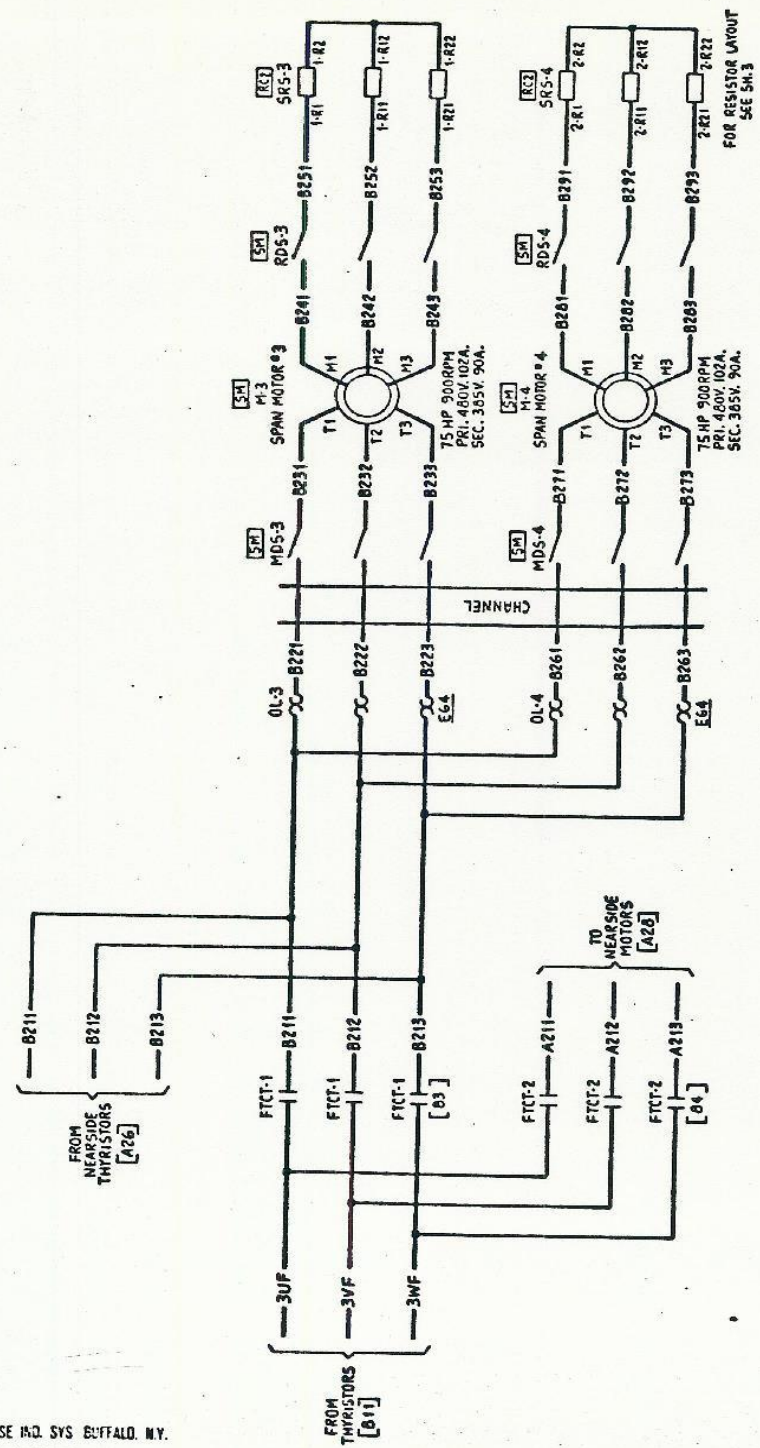 SE IND. SYS BUFFALO. N.Y.
FROM
THYRISTORS
[B11]
3UF
3VF
3WF
FROM
NEARSIDE
THYRISTORS
[A26]
B211
B212
B213
FTCT-1
B211
FTCT-1
B212
FTCT-1
[B3]
B213
FTCT-2
A211
FTCT-2
A212
FTCT-2
[B4]
A213
TO
NEARSIDE
MOTORS
[A28]
OL-3
B221
B222
B223
E64
OL-4
B261
B262
B263
E64
CHANNEL
SM
MDS-3
B231
B232
B233
SM
M-3
SPAN MOTOR #3
T1
T2
T3
M1
M2
M3
75 HP 900RPM
PRI. 480V. 102A.
SEC. 385V. 90A.
B241
B242
B243
SM
RDS-3
B251
B252
B253
RC2
SRS-3
1-R1
1-R2
1-R11
1-R12
1-R21
1-R22
SM
MDS-4
B271
B272
B273
SM
M-4
SPAN MOTOR #4
T1
T2
T3
M1
M2
M3
75 HP 900RPM
PRI. 480V. 102A.
SEC. 385V. 90A.
B281
B282
B283
SM
RDS-4
B291
B292
B293
RC2
SRS-4
2-R1
2-R2
2-R11
2-R12
2-R21
2-R22
FOR RESISTOR LAYOUT
SEE SH.3